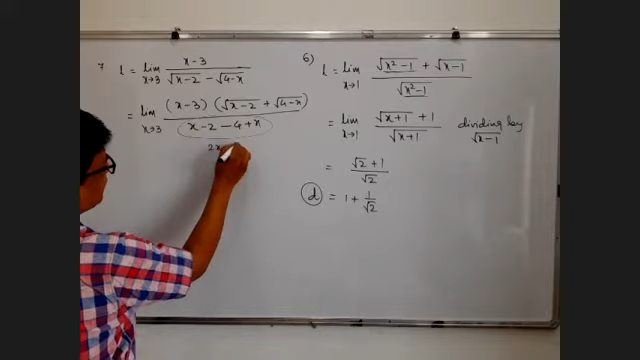 7 l = lim x→3 (x-3)/(√(x-2) - √(4-x))
= lim x→3 (x-3) (√(x-2) + √(4-x))/(x-2-4+x)
2x
6) l = lim x→1 (√(x²-1) + √(x-1))/√(x²-1)
= lim x→1 (√(x+1) + 1)/√(x+1) dividing by √(x-1)
= (√2 + 1)/√2
(d) = 1 + 1/√2